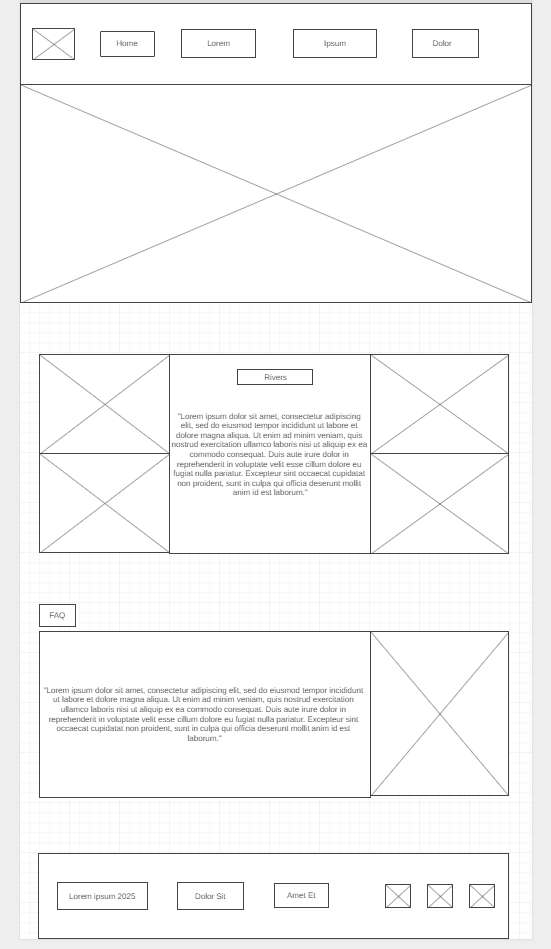 Home
Lorem
Ipsum
Dolor
Rivers
"Lorem ipsum dolor sit amet, consectetur adipiscing
elit, sed do eiusmod tempor incididunt ut labore et
dolore magna aliqua. Ut enim ad minim veniam, quis
nostrud exercitation ullamco laboris nisi ut aliquip ex ea
commodo consequat. Duis aute irure dolor in
reprehenderit in voluptate velit esse cillum dolore eu
fugiat nulla pariatur. Excepteur sint occaecat cupidatat
non proident, sunt in culpa qui officia deserunt mollit
anim id est laborum."
FAQ
"Lorem ipsum dolor sit amet, consectetur adipiscing elit, sed do eiusmod tempor incididunt
ut labore et dolore magna aliqua. Ut enim ad minim veniam, quis nostrud exercitation
ullamco laboris nisi ut aliquip ex ea commodo consequat. Duis aute irure dolor in
reprehenderit in voluptate velit esse cillum dolore eu fugiat nulla pariatur. Excepteur sint
occaecat cupidatat non proident, sunt in culpa qui officia deserunt mollit anim id est
laborum."
Lorem ipsum 2025
Dolor Sit
Amet Et